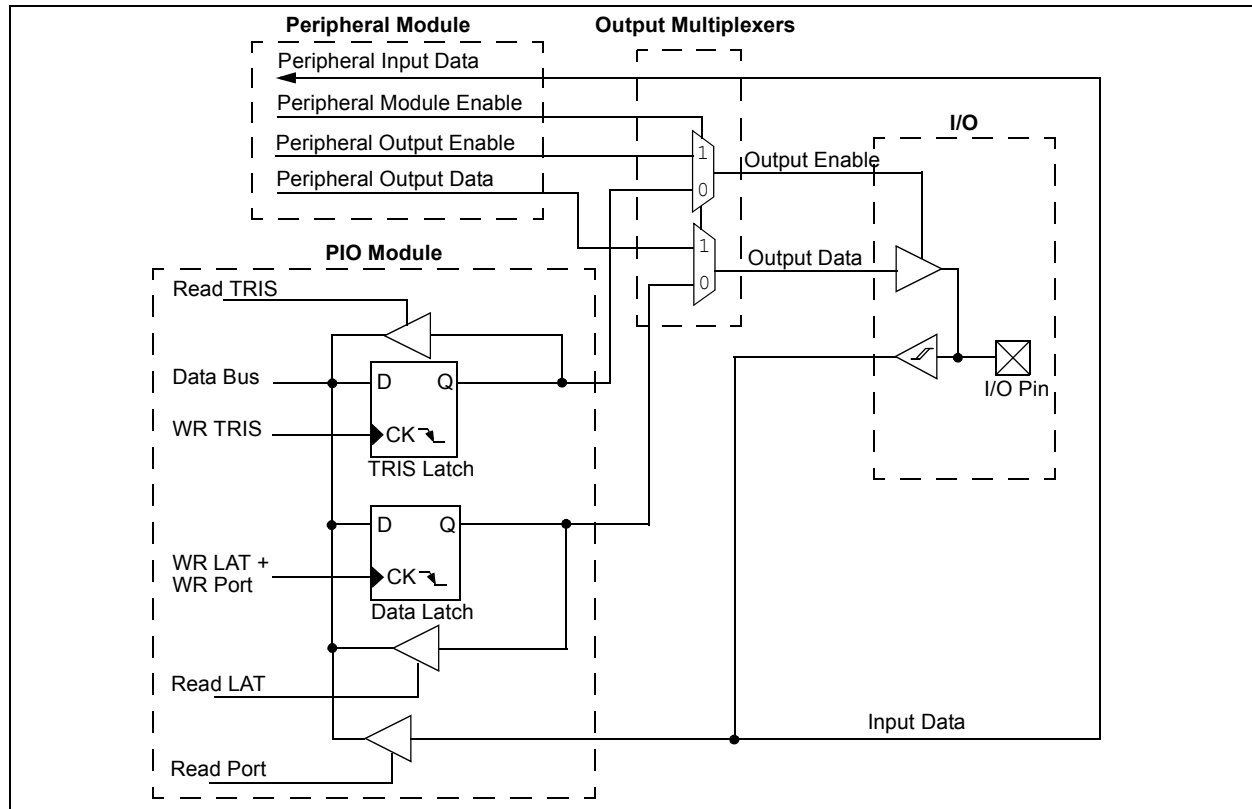 Peripheral Module
Output Multiplexers
Peripheral Input Data
Peripheral Module Enable
Peripheral Output Enable
Peripheral Output Data
1
0
1
0
Output Enable
Output Data
I/O
I/O Pin
PIO Module
Read TRIS
Data Bus
WR TRIS
D
Q
CK
TRIS Latch
D
Q
WR LAT +
WR Port
CK
Data Latch
Read LAT
Read Port
Input Data